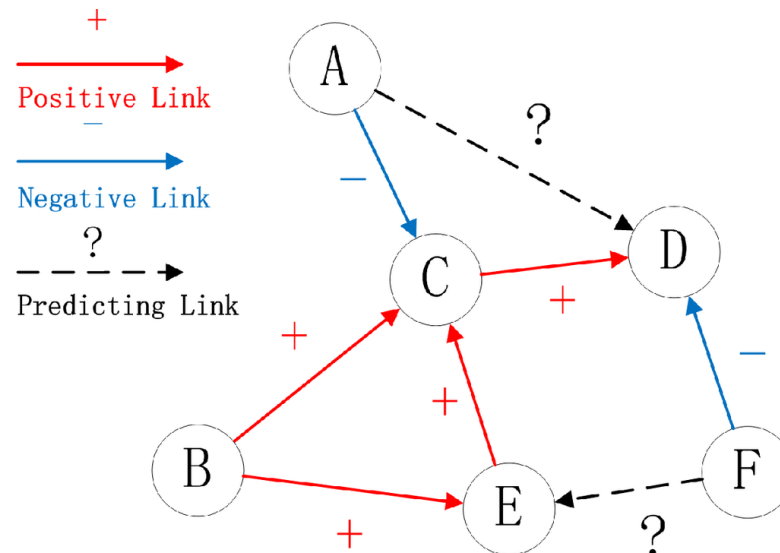 +
Positive Link
−
Negative Link
?
Predicting Link
A
?
−
C
D
+
+
+
−
B
E
F
+
?